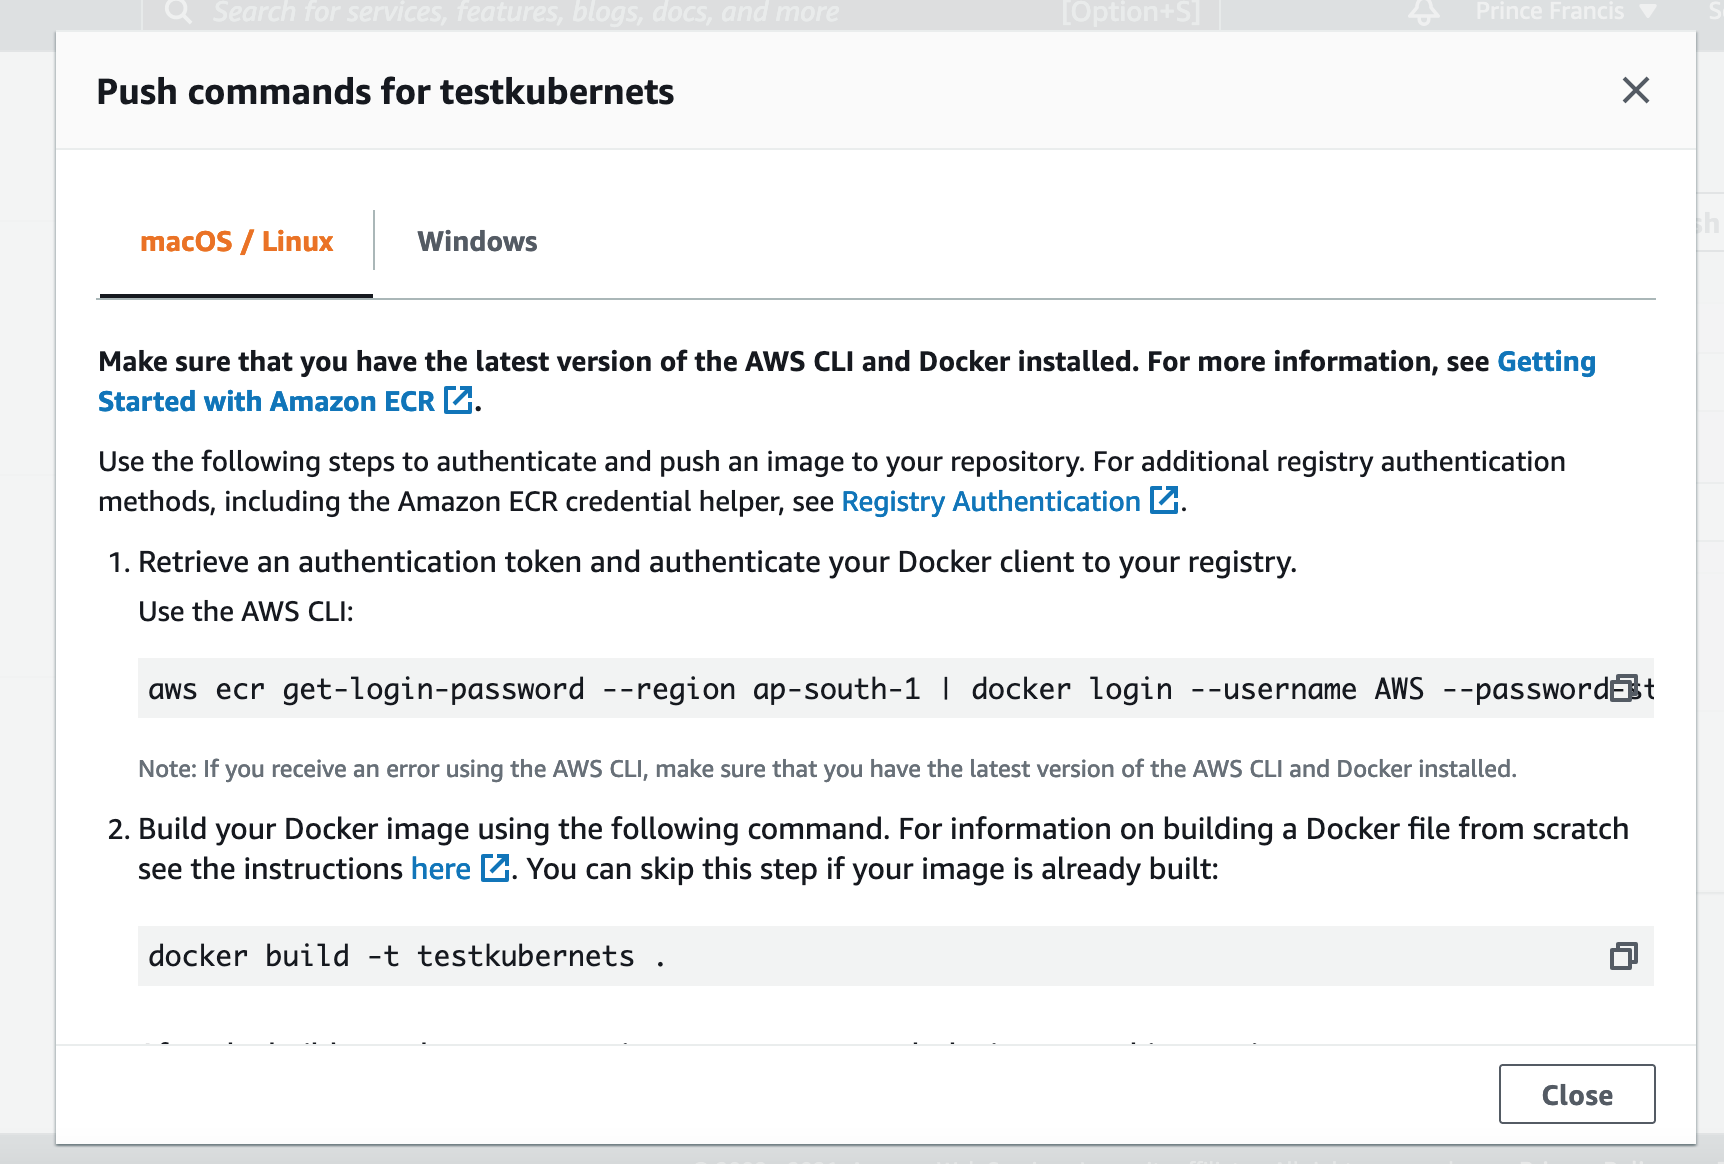 Search for services, features, blogs, docs, and more [Option+S] Prince Francis
Push commands for testkubernets
macOS / Linux
Windows
Make sure that you have the latest version of the AWS CLI and Docker installed. For more information, see Getting
Started with Amazon ECR.
Use the following steps to authenticate and push an image to your repository. For additional registry authentication
methods, including the Amazon ECR credential helper, see Registry Authentication.
1. Retrieve an authentication token and authenticate your Docker client to your registry.
Use the AWS CLI:
aws ecr get-login-password --region ap-south-1 | docker login --username AWS --password-st
Note: If you receive an error using the AWS CLI, make sure that you have the latest version of the AWS CLI and Docker installed.
2. Build your Docker image using the following command. For information on building a Docker file from scratch
see the instructions here. You can skip this step if your image is already built:
docker build -t testkubernets .
Close